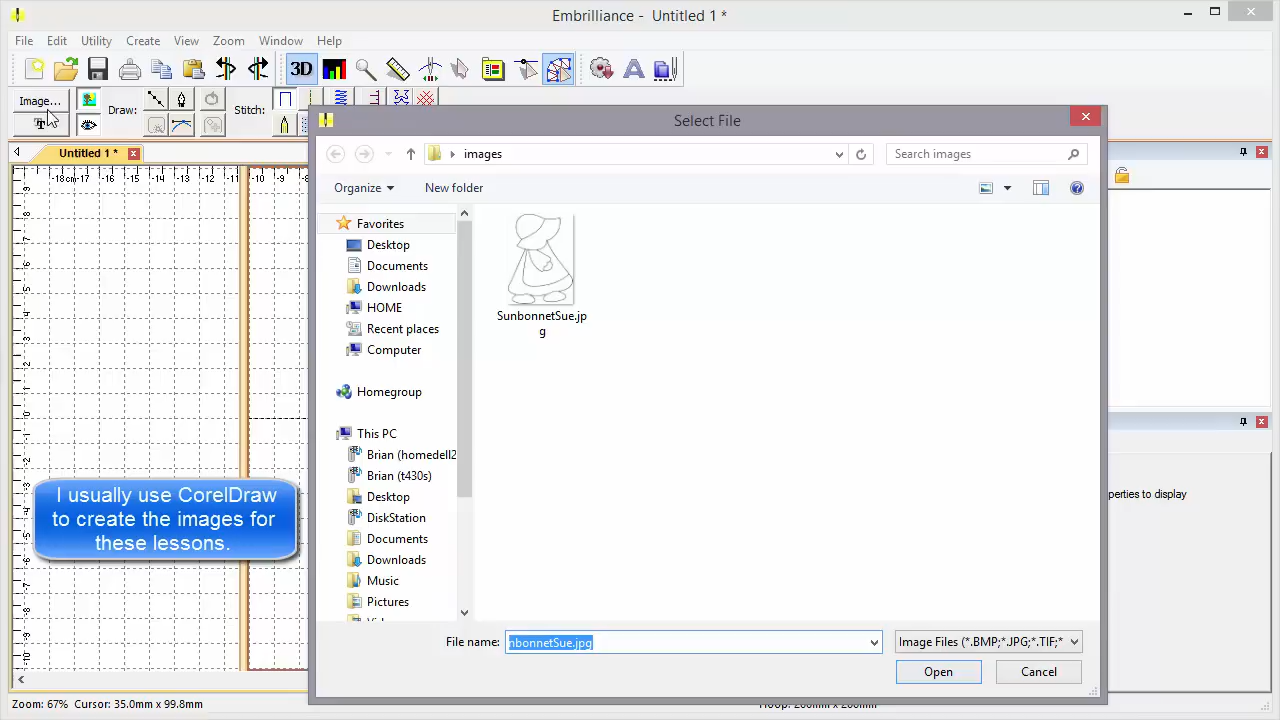 Embrilliance - Untitled 1 *
File Edit Utility Create View Zoom Window Help
3D
Image...
Draw:
Stitch:
Untitled 1 *
Select File
images
Search images
Organize
New folder
Favorites
Desktop
Documents
Downloads
HOME
Recent places
Computer
Homegroup
This PC
Brian (homedell2
Brian (t430s)
Desktop
DiskStation
Documents
Downloads
Music
Pictures
SunbonnetSue.jp
g
I usually use CorelDraw
to create the images for
these lessons.
perties to display
File name: nbonnetSue.jpg
Image Files (*.BMP;*JPG;*.TIF;*
Open Cancel
Zoom: 67% Cursor: 35.0mm x 99.8mm